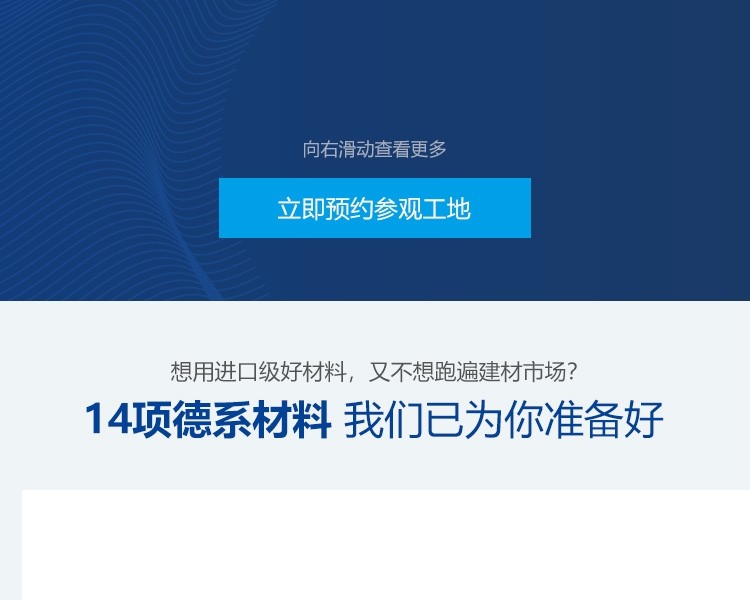 向右滑动查看更多
立即预约参观工地
想用进口级好材料，又不想跑遍建材市场？
14项德系材料 我们已为你准备好